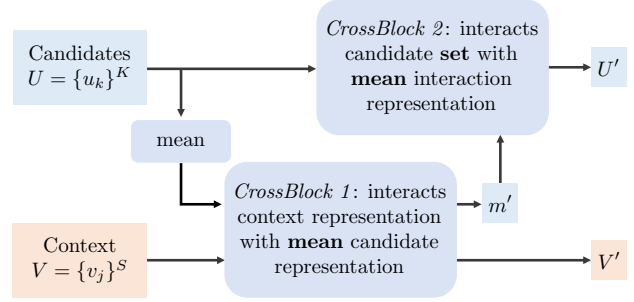 Candidates
U = {u_k}^K
CrossBlock 2: interacts
candidate set with
mean interaction
representation
U′
mean
CrossBlock 1: interacts
context representation
with mean candidate
representation
m′
Context
V = {v_j}^S
V′